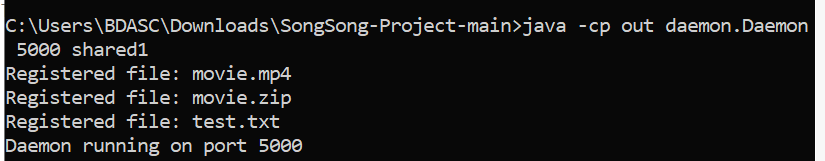 C:\Users\BDASC\Downloads\SongSong-Project-main>java -cp out daemon.Daemon
 5000 shared1
Registered file: movie.mp4
Registered file: movie.zip
Registered file: test.txt
Daemon running on port 5000